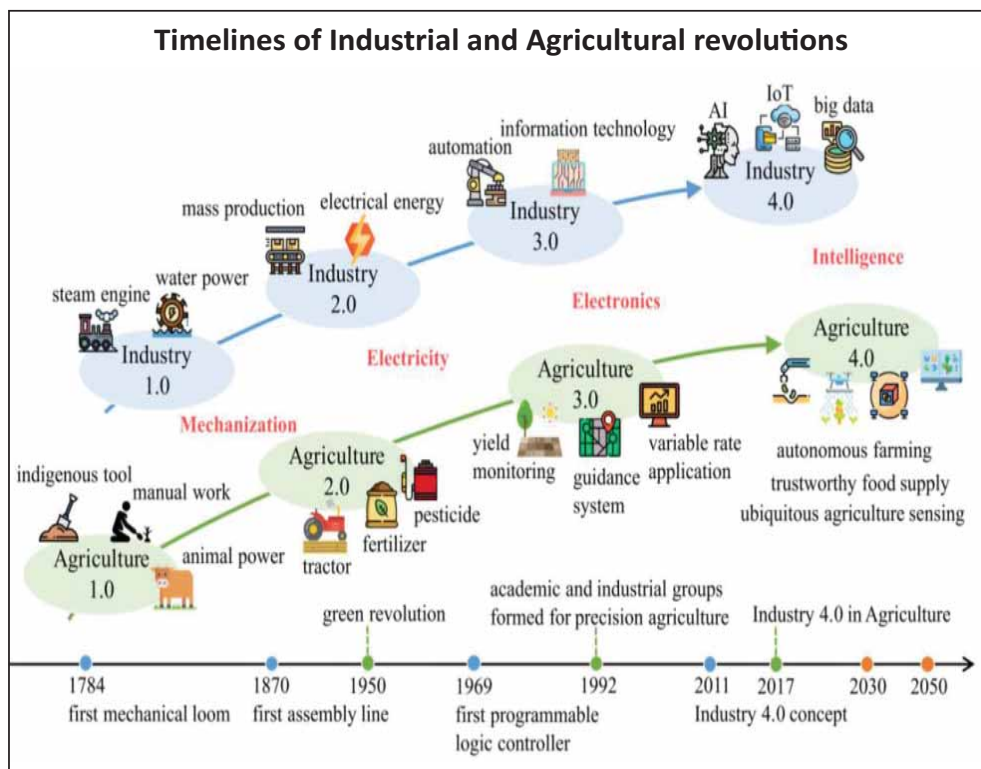 Timelines of Industrial and Agricultural revolutions
AI
IoT
big data
Industry
4.0
information technology
automation
Industry
3.0
mass production
electrical energy
Industry
2.0
steam engine
water power
Industry
1.0
Intelligence
Electronics
Electricity
Mechanization
Agriculture
4.0
autonomous farming
trustworthy food supply
ubiquitous agriculture sensing
Agriculture
3.0
yield
monitoring
guidance
system
variable rate
application
Agriculture
2.0
tractor
fertilizer
pesticide
indigenous tool
manual work
Agriculture
1.0
animal power
green revolution
academic and industrial groups
formed for precision agriculture
Industry 4.0 in Agriculture
1784
first mechanical loom
1870
first assembly line
1950
1969
first programmable
logic controller
1992
2011
Industry 4.0 concept
2017
2030
2050